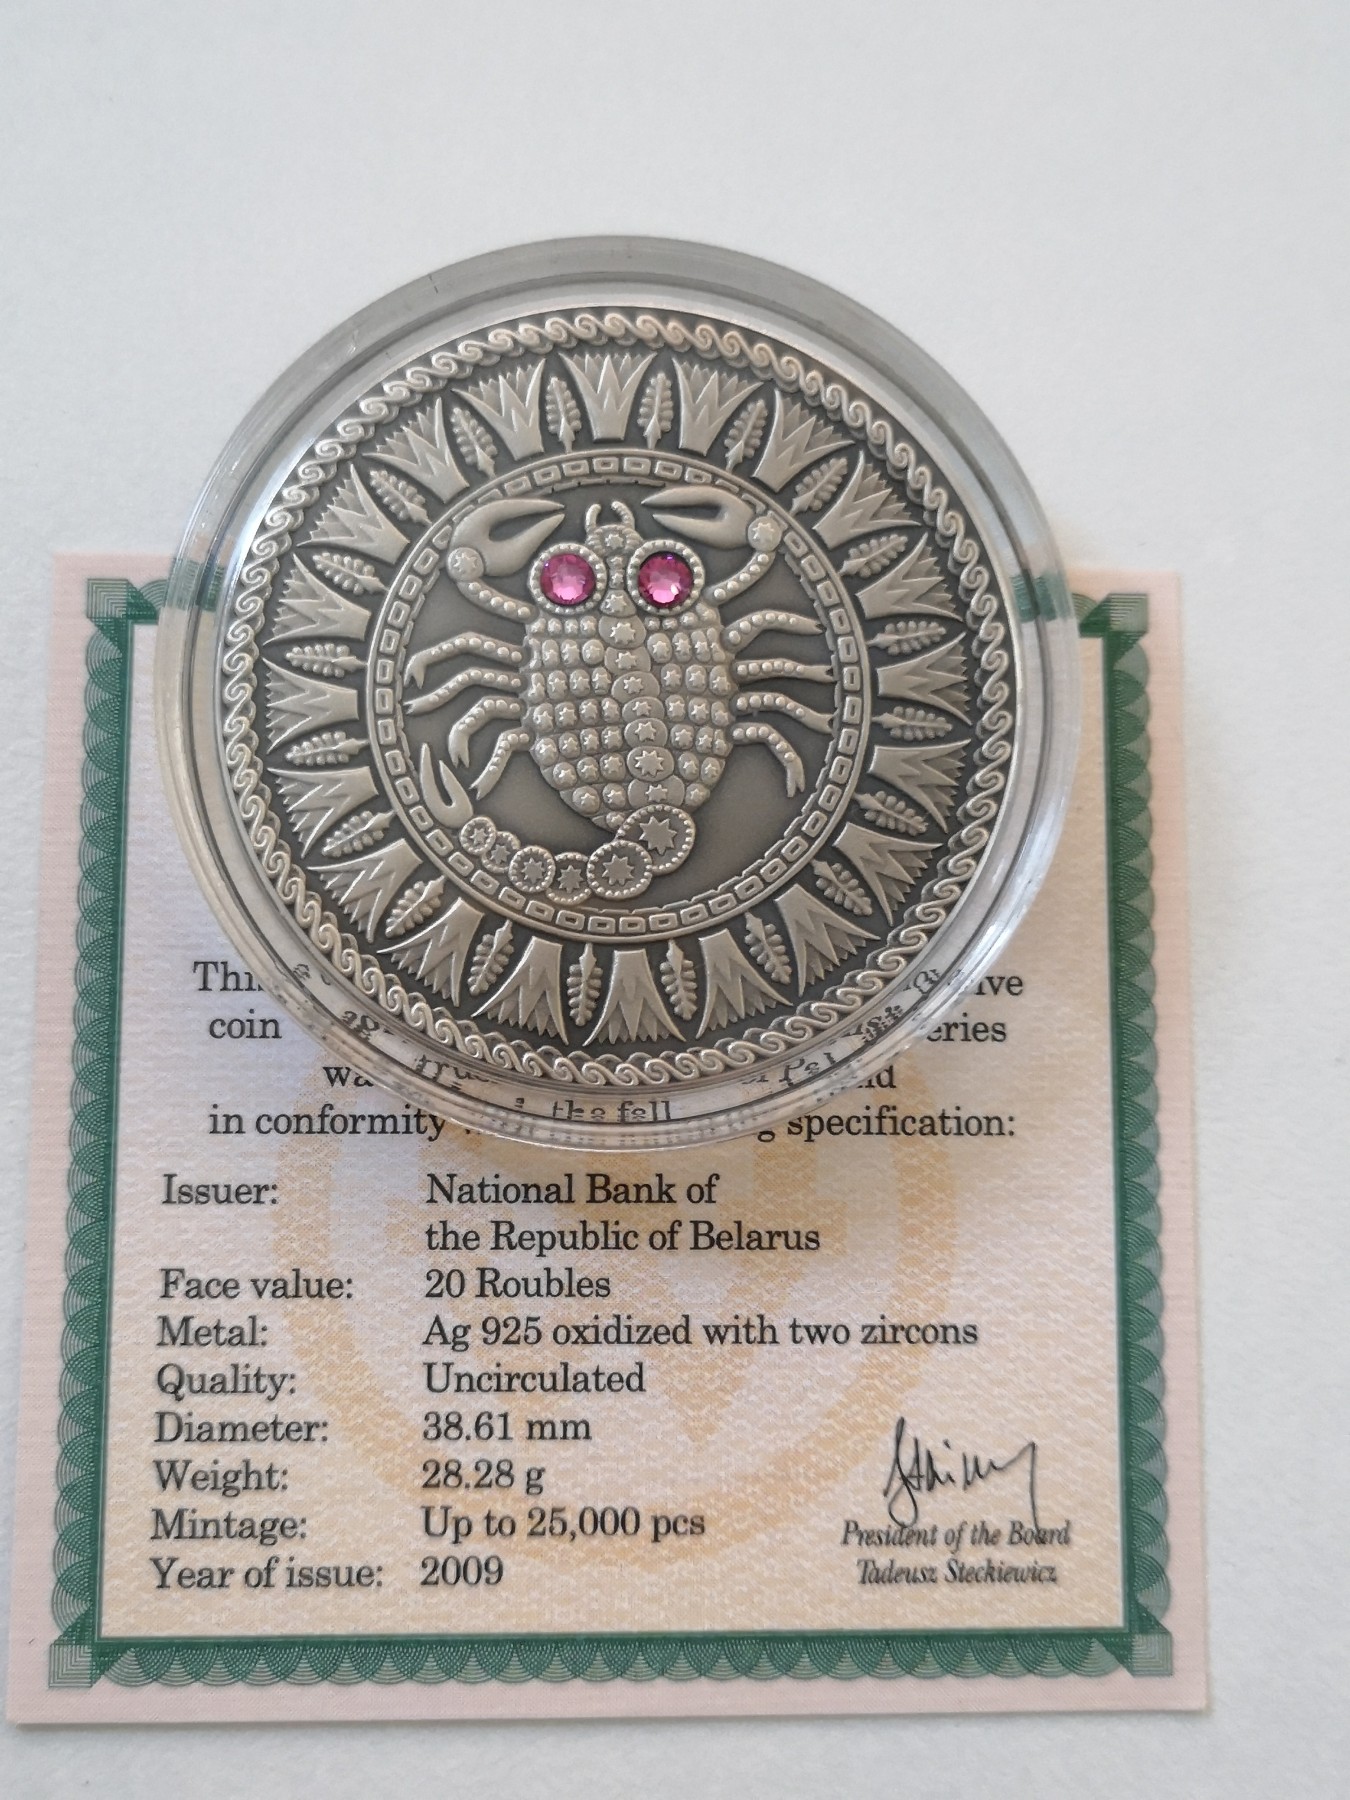 coin
in conformity specification:
Issuer: National Bank of
the Republic of Belarus
Face value: 20 Roubles
Metal: Ag 925 oxidized with two zircons
Quality: Uncirculated
Diameter: 38.61 mm
Weight: 28.28 g
Mintage: Up to 25,000 pcs
Year of issue: 2009
President of the Board
Tadeusz Steckiewicz